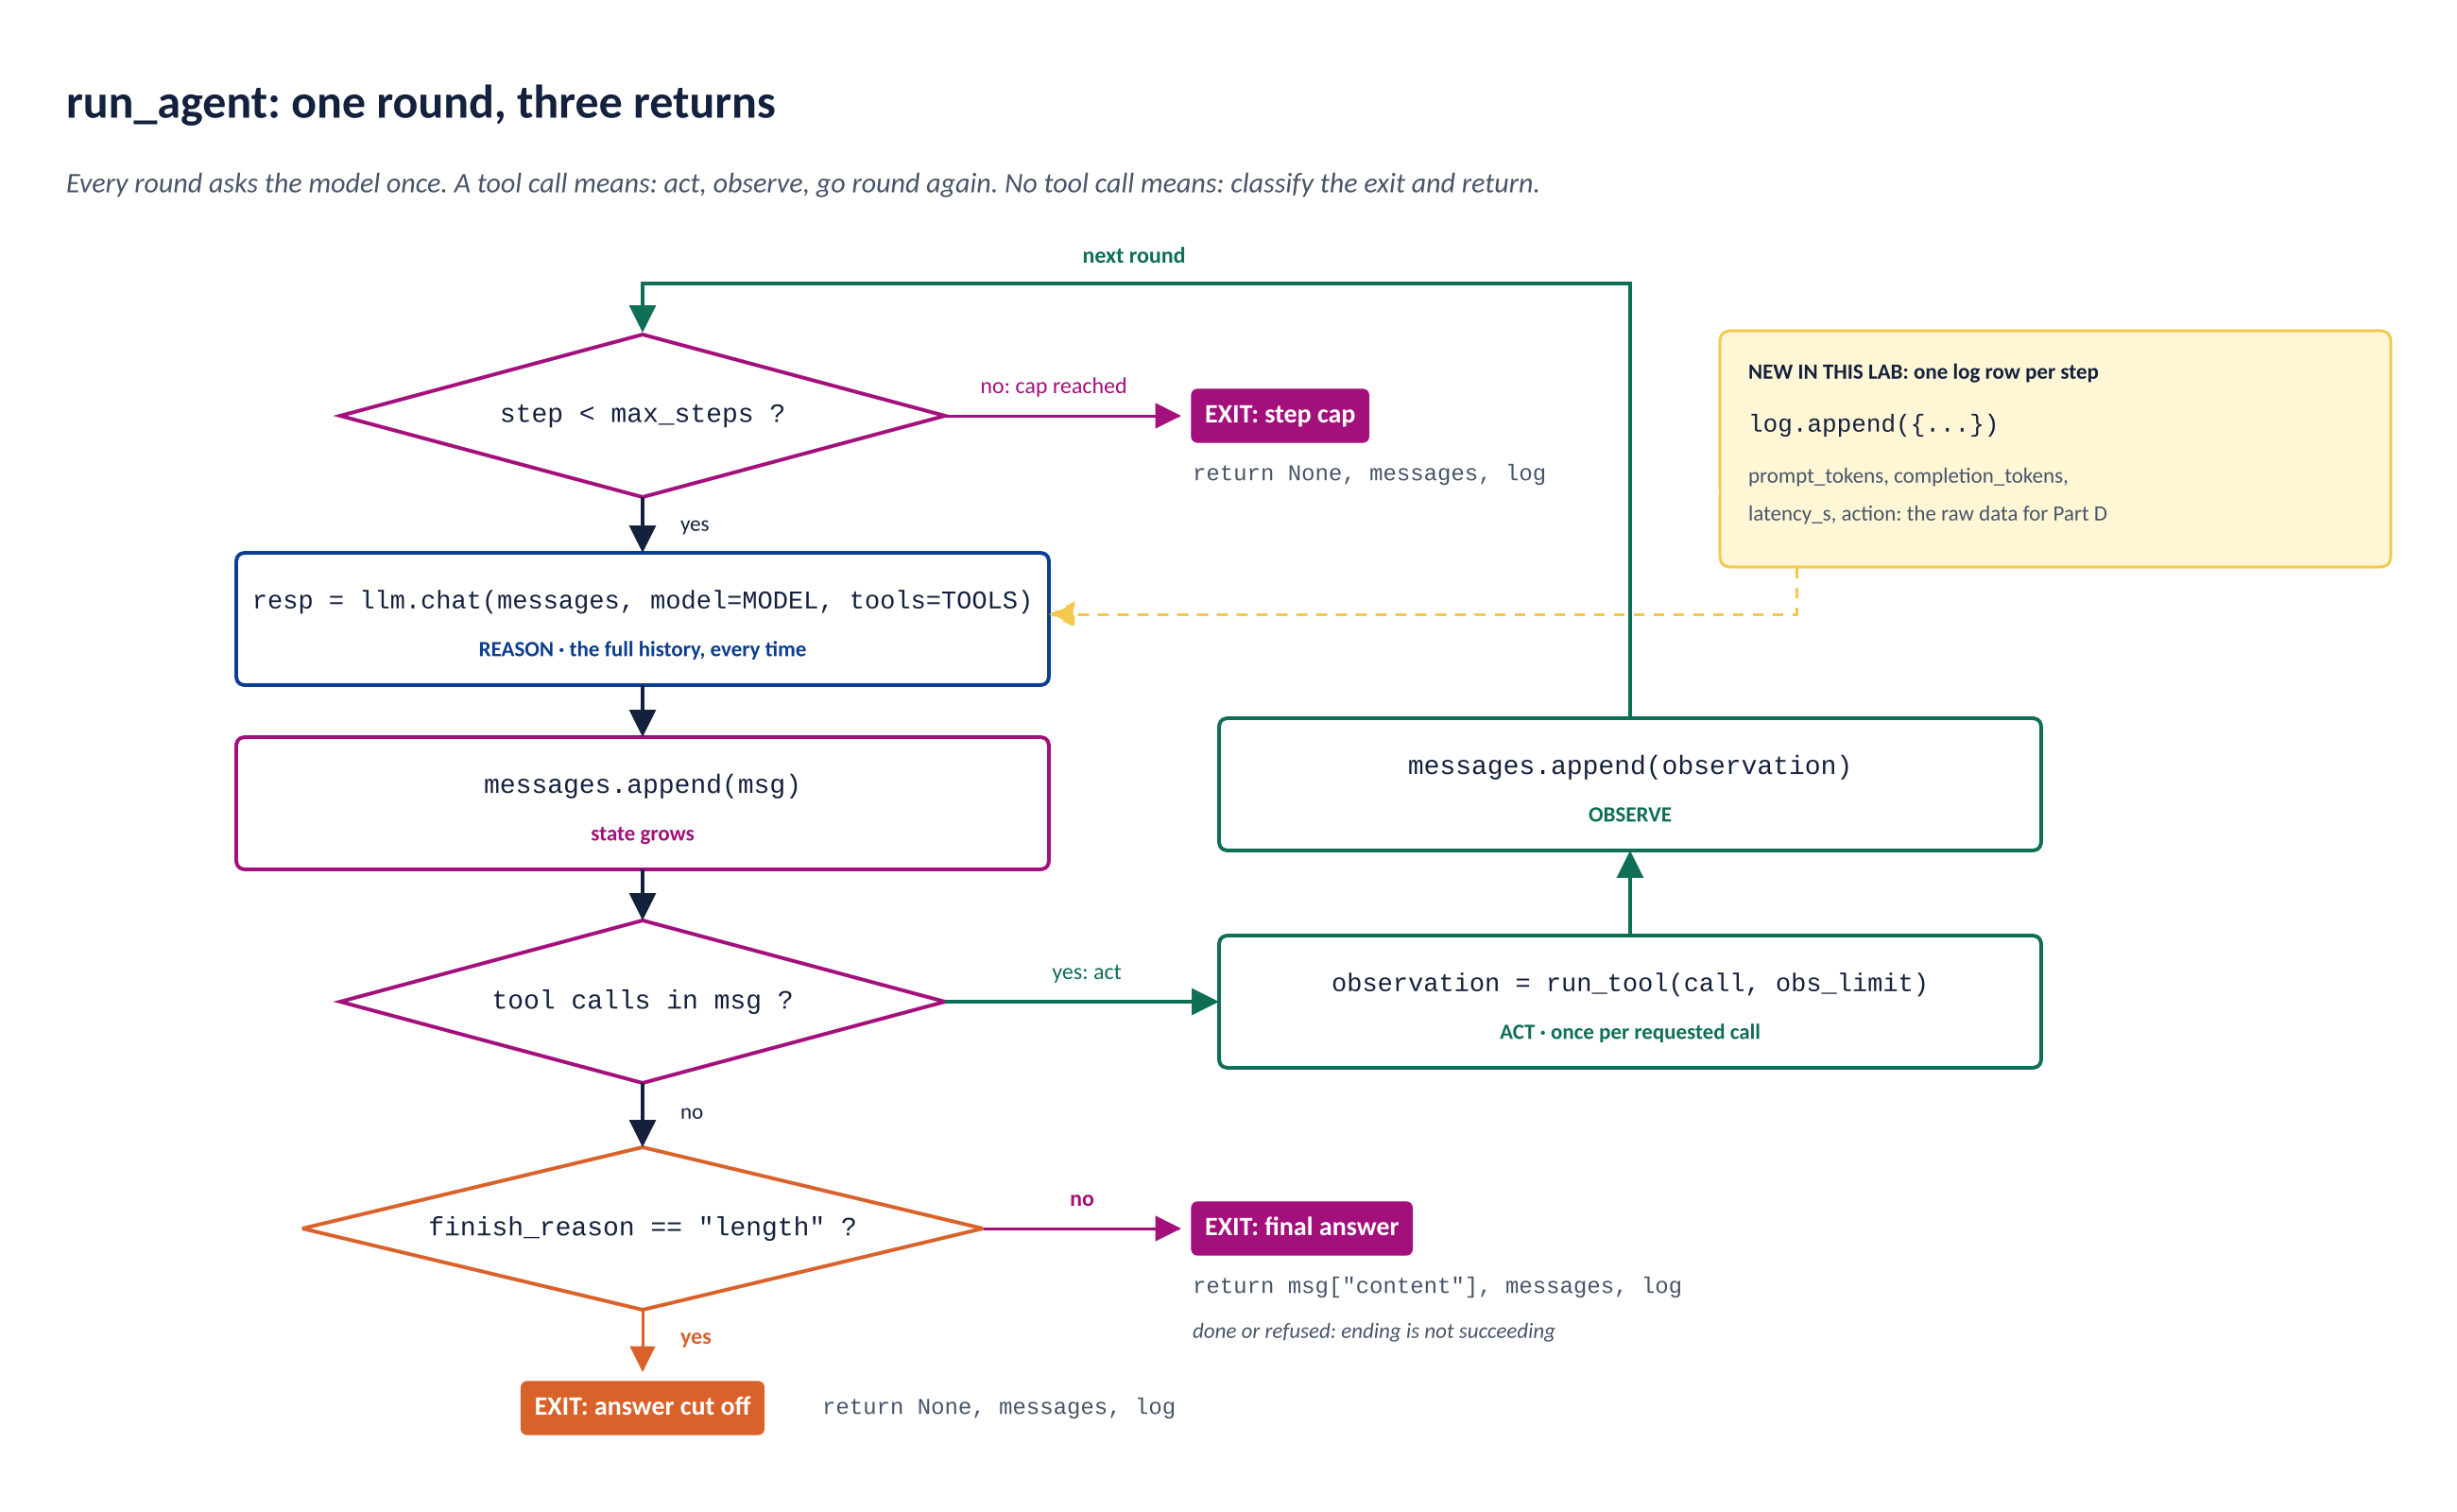 run_agent: one round, three returns
Every round asks the model once. A tool call means: act, observe, go round again. No tool call means: classify the exit and return.
next round
step < max_steps ?
no: cap reached
EXIT: step cap
return None, messages, log
NEW IN THIS LAB: one log row per step
log.append({...})
prompt_tokens, completion_tokens,
latency_s, action: the raw data for Part D
yes
resp = llm.chat(messages, model=MODEL, tools=TOOLS)
REASON · the full history, every time
messages.append(msg)
state grows
messages.append(observation)
OBSERVE
tool calls in msg ?
yes: act
observation = run_tool(call, obs_limit)
ACT · once per requested call
no
finish_reason == "length" ?
no
EXIT: final answer
return msg["content"], messages, log
done or refused: ending is not succeeding
yes
EXIT: answer cut off
return None, messages, log